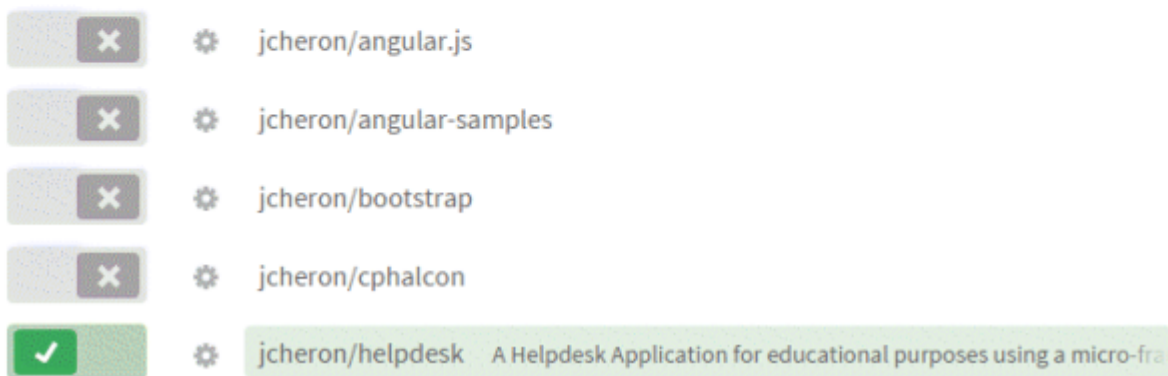 jcheron/angular.js
jcheron/angular-samples
jcheron/bootstrap
jcheron/cphalcon
jcheron/helpdesk A Helpdesk Application for educational purposes using a micro-fra